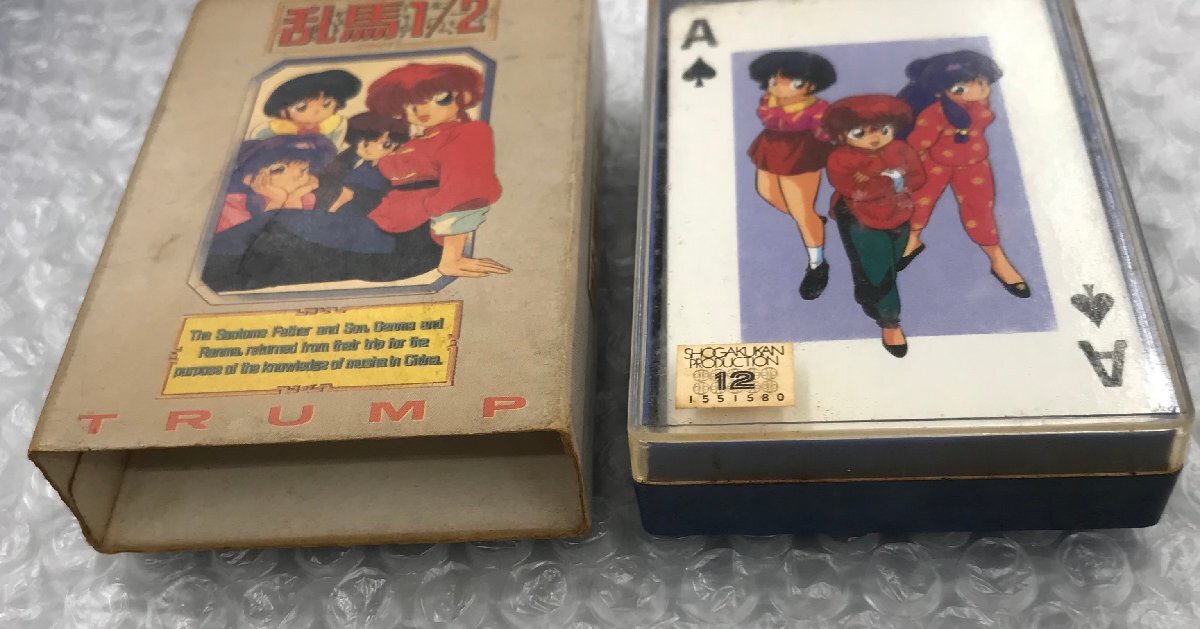 乱馬1/2
The Saotome Father and Son, Genma and
Ranma, returned from their trip for the
purpose of the knowledge of musha in China.
TRUMP
A
SHOGAKUKAN
PRODUCTION
12
1551580
A